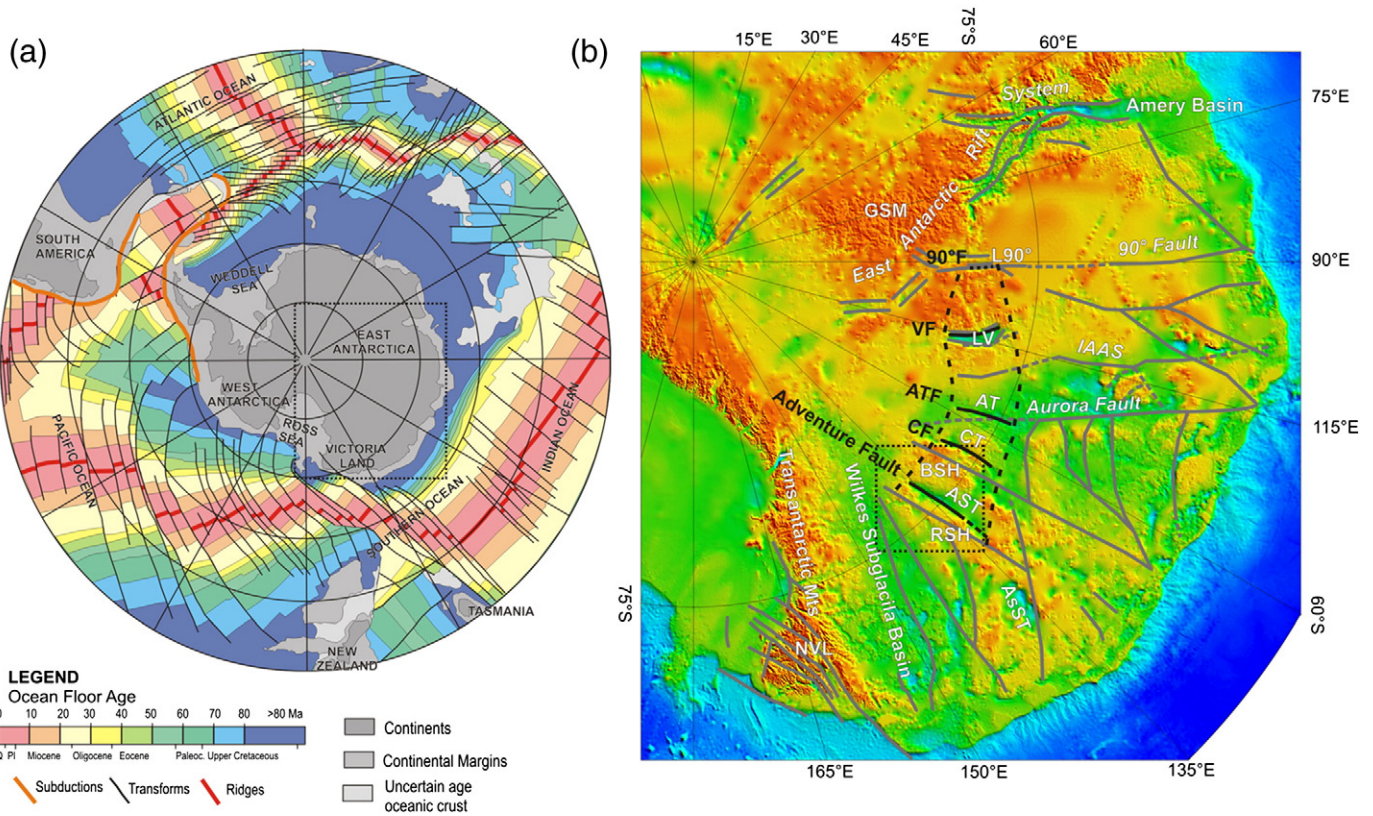 (a)
ATLANTIC OCEAN
SOUTH
AMERICA
WEDDELL
SEA
EAST
ANTARCTICA
WEST
ANTARCTICA
ROSS
SEA
VICTORIA
LAND
PACIFIC OCEAN
INDIAN OCEAN
SOUTHERN OCEAN
TASMANIA
NEW
ZEALAND
LEGEND
Ocean Floor Age
0 10 20 30 40 50 60 70 80 >80 Ma
Q Pl Miocene Oligocene Eocene Paleoc. Upper Cretaceous
Subductions Transforms Ridges
Continents
Continental Margins
Uncertain age
oceanic crust
(b)
15°E 30°E 45°E 75°S 60°E
75°E
90°E
115°E
60°S
135°E
150°E
165°E
75°S
System
Amery Basin
Rift
GSM
Antarctic
East
90°F
L90°
90° Fault
VF
LV
IAAS
ATF
AT
Aurora Fault
CF
CT
Adventure Fault
BSH
AST
RSH
Transantarctic Mts
Wilkes Subglacila Basin
AsST
NVL